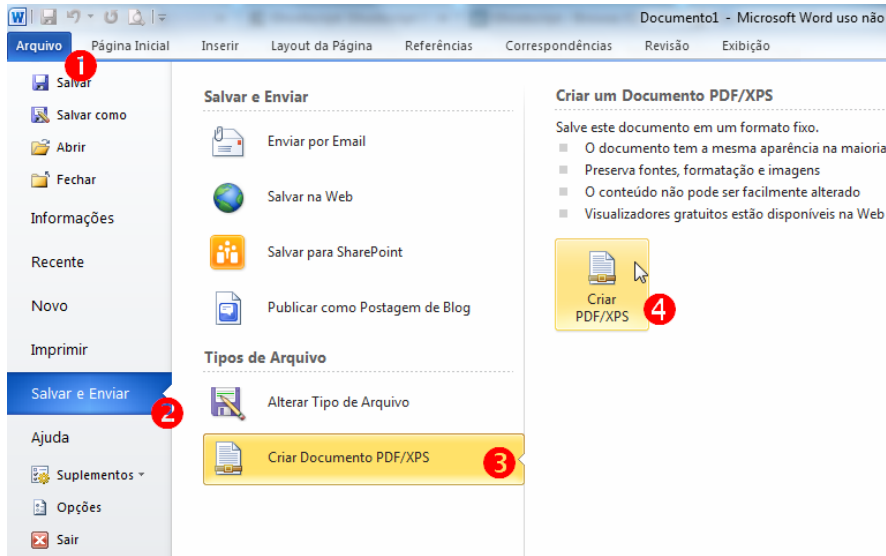 W
Documento1 - Microsoft Word uso não
Arquivo Página Inicial Inserir Layout da Página Referências Correspondências Revisão Exibição
1
Salvar
Salvar como
Abrir
Fechar
Informações
Recente
Novo
Imprimir
Salvar e Enviar
2
Ajuda
Suplementos
Opções
Sair
Salvar e Enviar
Enviar por Email
Salvar na Web
Salvar para SharePoint
Publicar como Postagem de Blog
Tipos de Arquivo
Alterar Tipo de Arquivo
Criar Documento PDF/XPS
3
Criar um Documento PDF/XPS
Salve este documento em um formato fixo.
O documento tem a mesma aparência na maioria
Preserva fontes, formatação e imagens
O conteúdo não pode ser facilmente alterado
Visualizadores gratuitos estão disponíveis na Web
Criar
PDF/XPS
4